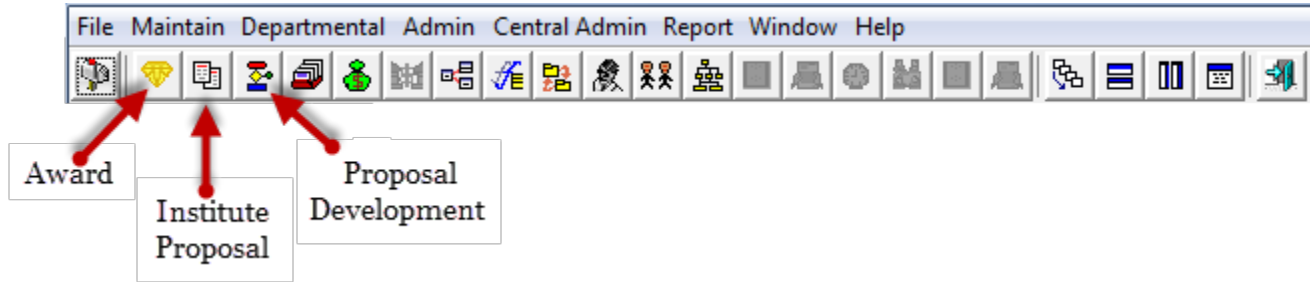 File Maintain Departmental Admin Central Admin Report Window Help
Award
Institute
Proposal
Proposal
Development